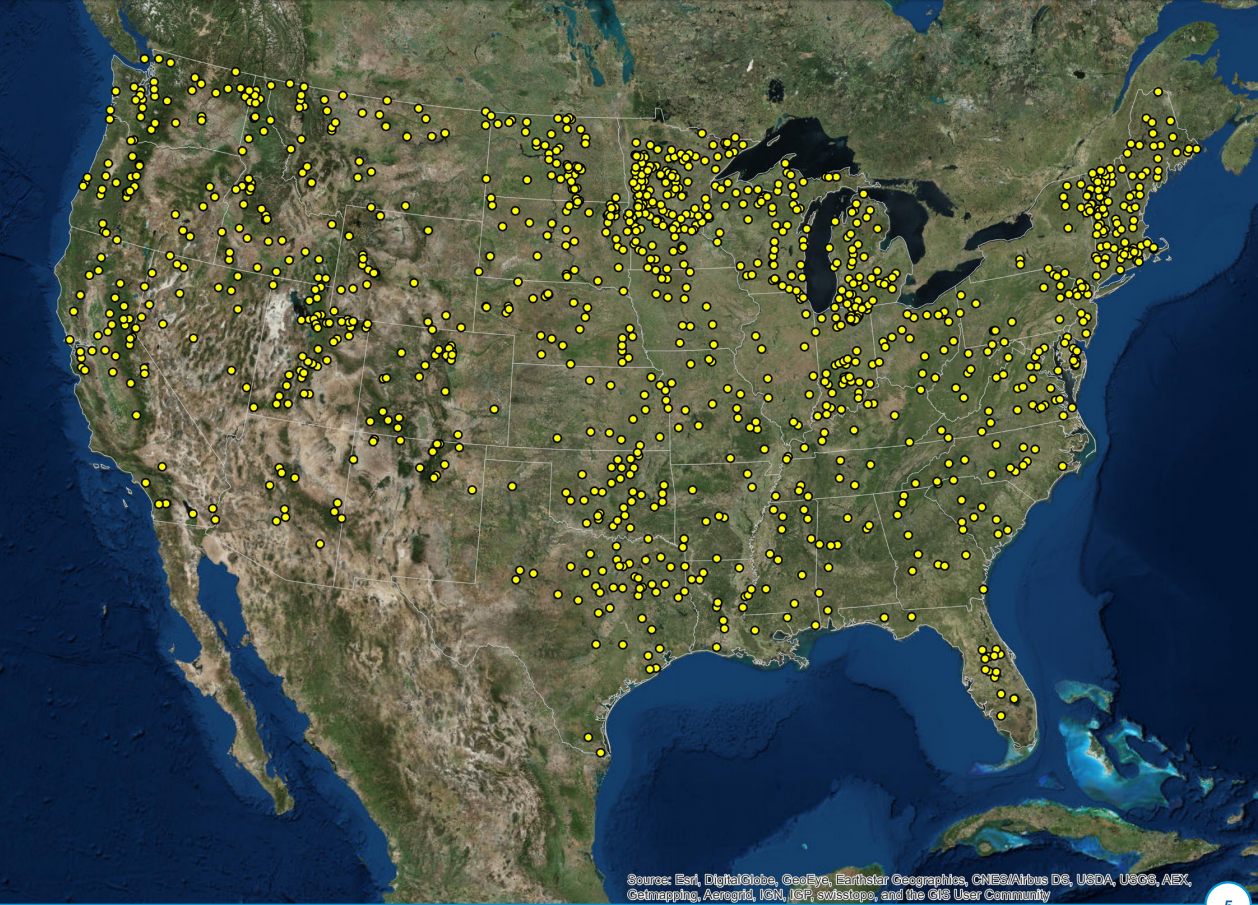 Source: Esri, DigitalGlobe, GeoEye, Earthstar Geographics, CNES/Airbus DS, USDA, USGS, AEX,
Getmapping, Aerogrid, IGN, IGP, swisstopo, and the GIS User Community
5